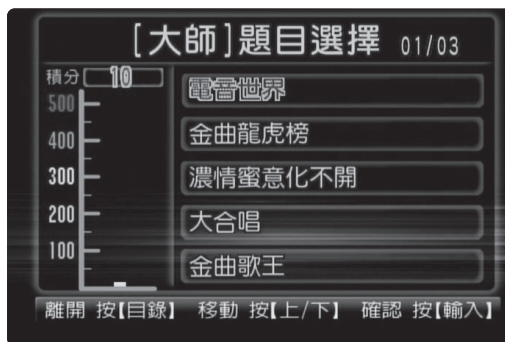 [大師]題目選擇 01/03
積分 10
500
400
300
200
100
電音世界
金曲龍虎榜
濃情蜜意化不開
大合唱
金曲歌王
離開 按【目錄】 移動 按【上/下】 確認 按【輸入】